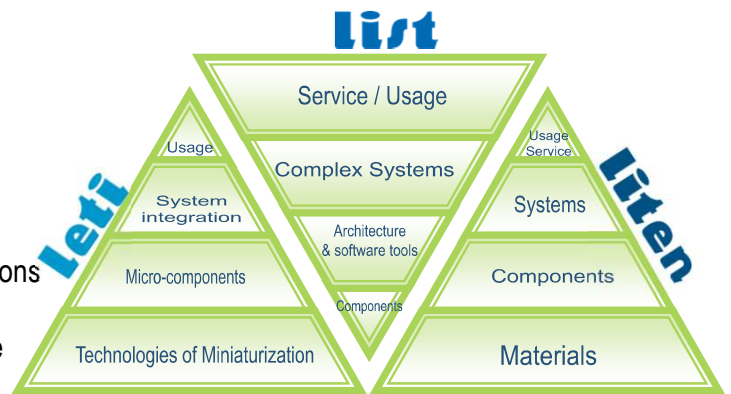 list
Service / Usage
Complex Systems
Architecture
& software tools
Components
leti
Usage
System
integration
Micro-components
Technologies of Miniaturization
liten
Usage
Service
Systems
Components
Materials
ons
e